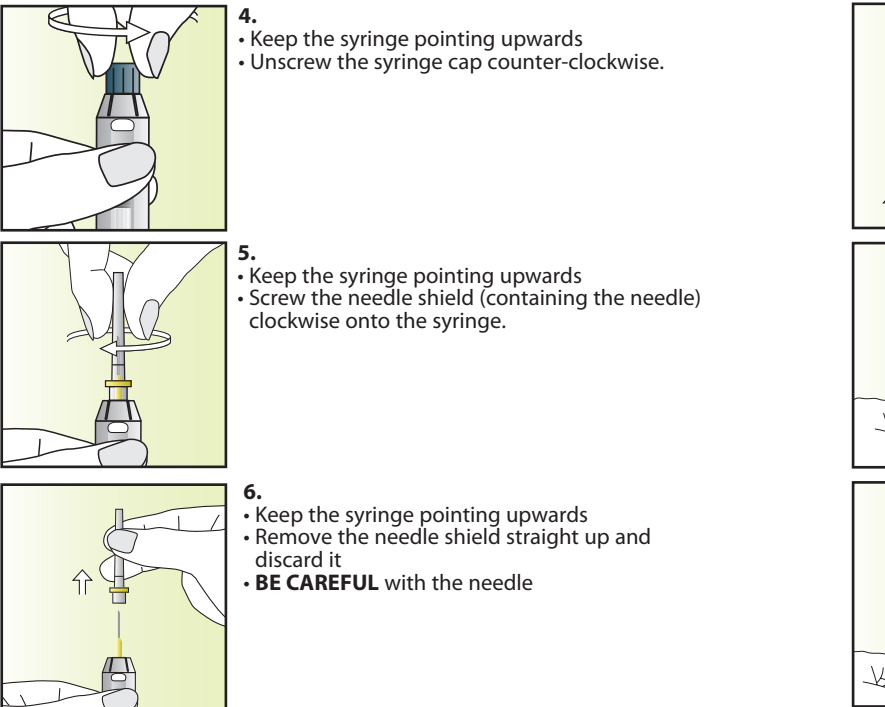 4.
• Keep the syringe pointing upwards
• Unscrew the syringe cap counter-clockwise.
5.
• Keep the syringe pointing upwards
• Screw the needle shield (containing the needle)
clockwise onto the syringe.
6.
• Keep the syringe pointing upwards
• Remove the needle shield straight up and
discard it
• BE CAREFUL with the needle